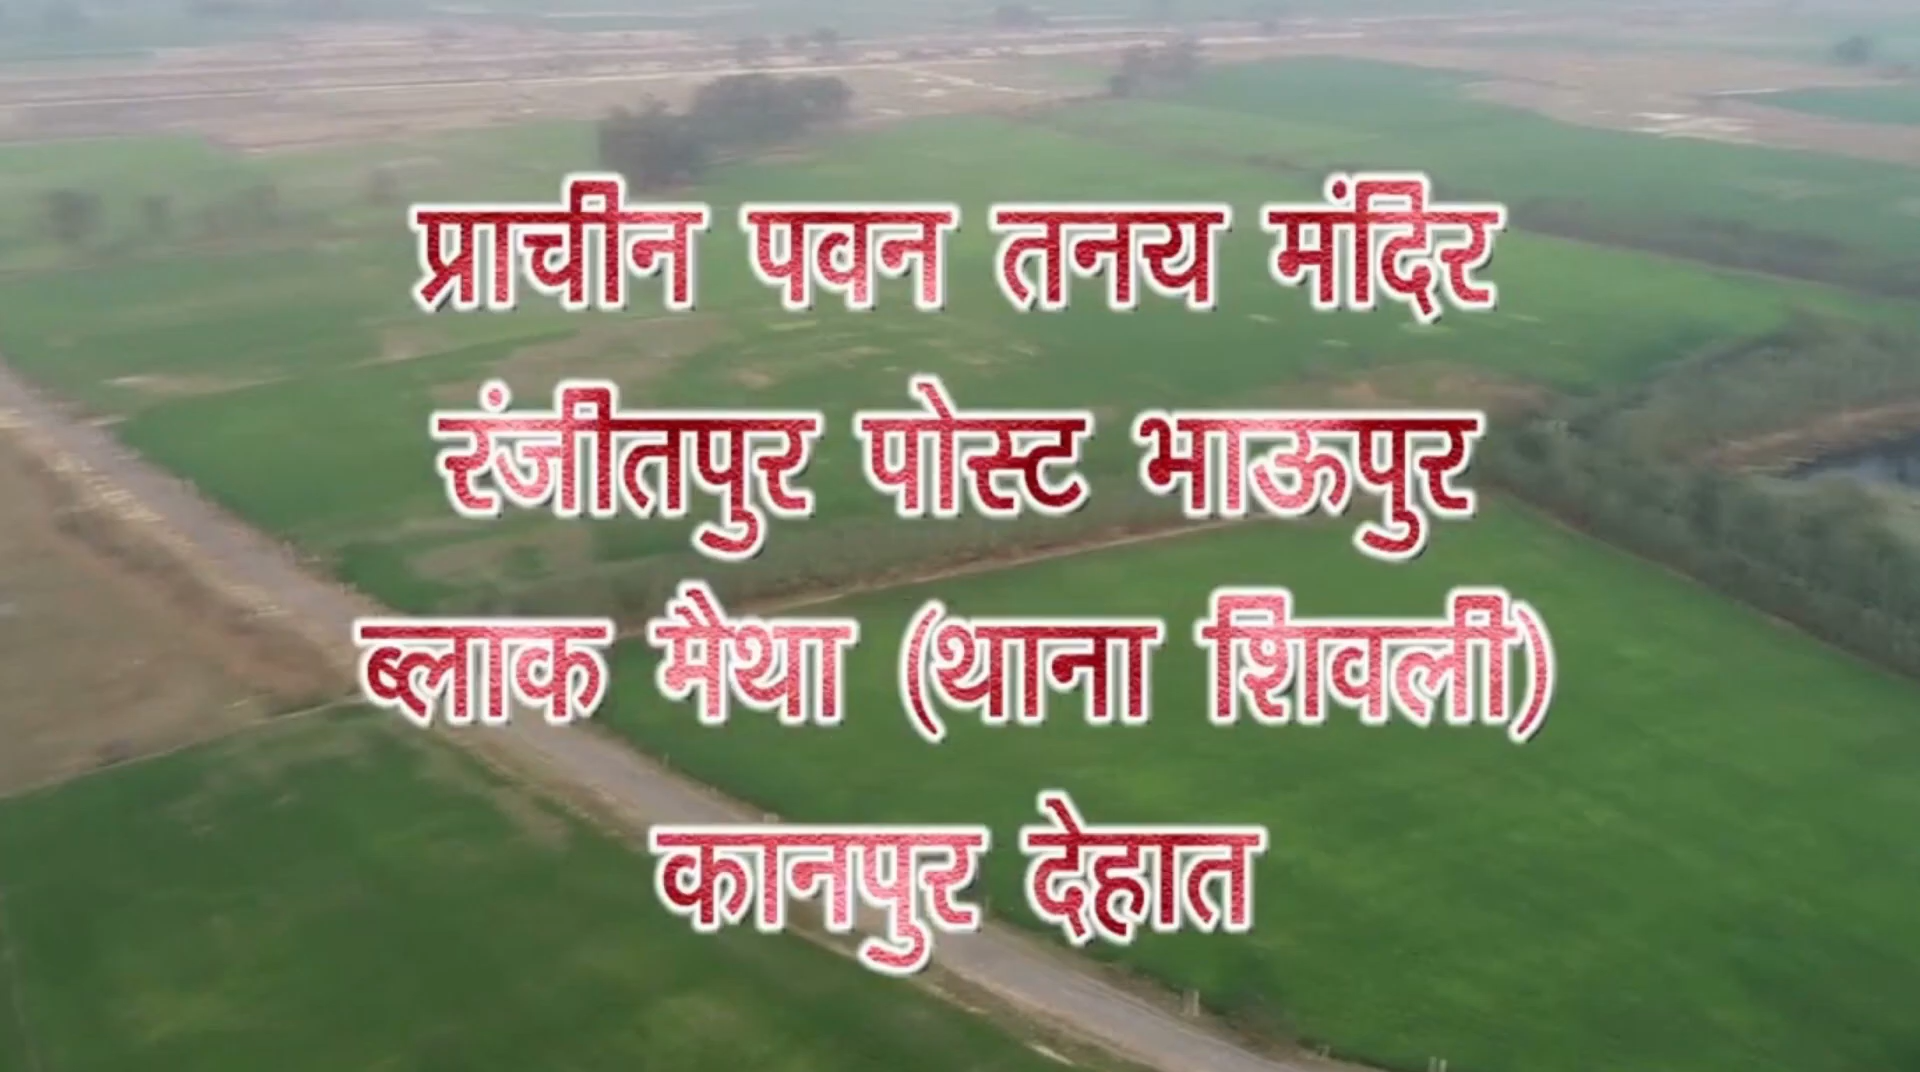 प्राचीन पवन तनय मंदिर
रंजीतपुर पोस्ट भाऊपुर
ब्लाक मैथा (थाना शिवली)
कानपुर देहात